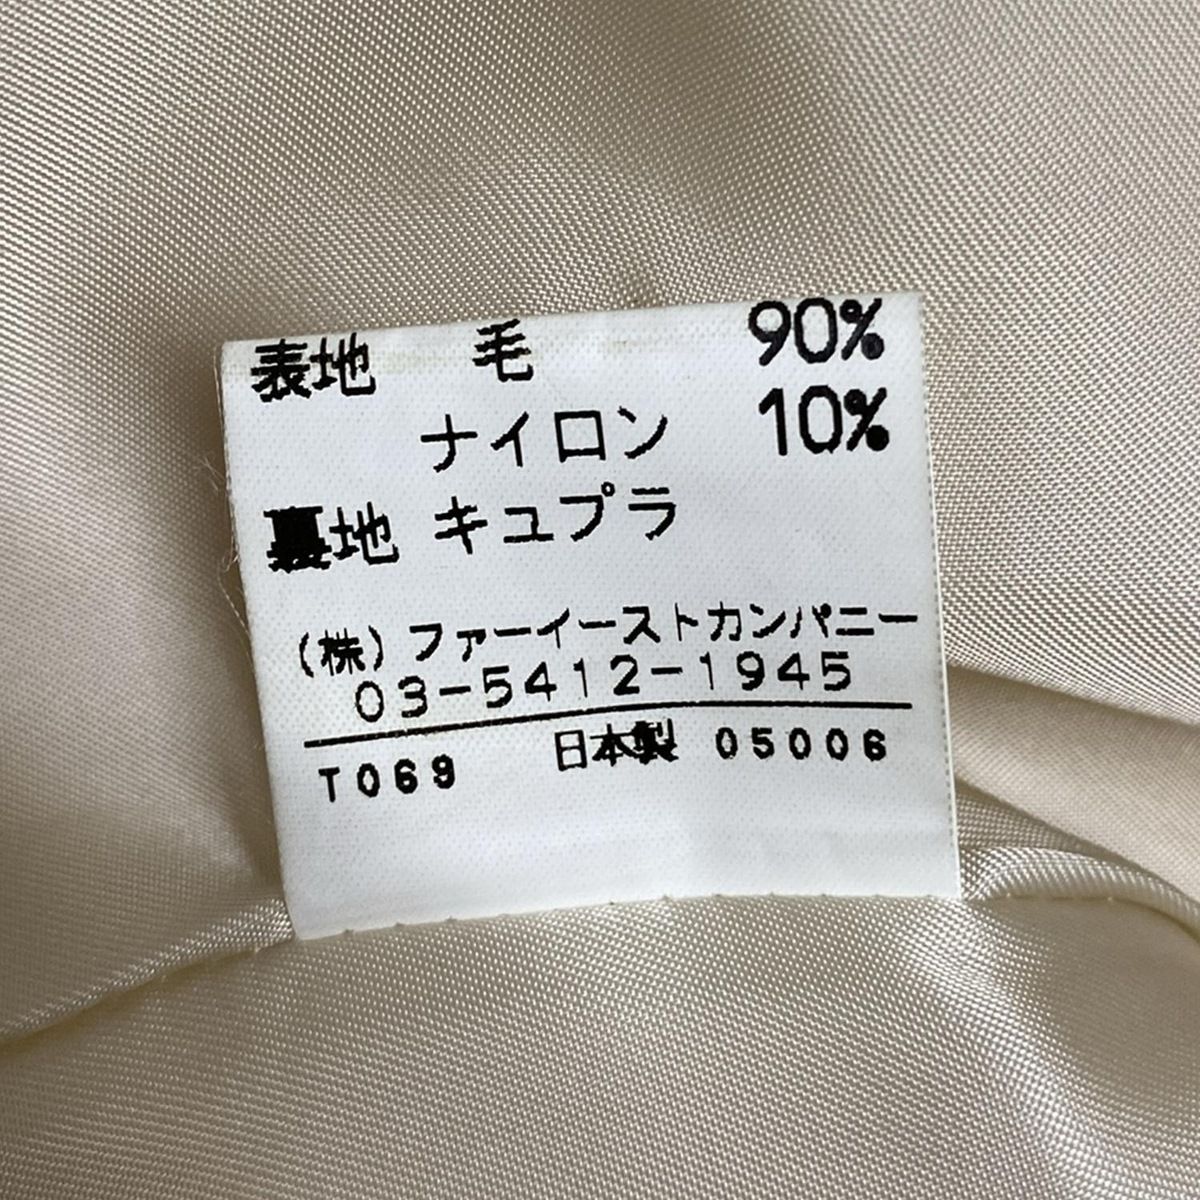 表地 毛 90%
ナイロン 10%
裏地 キュプラ
(株)ファーイーストカンパニー
03-5412-1945
T069 日本製 05006